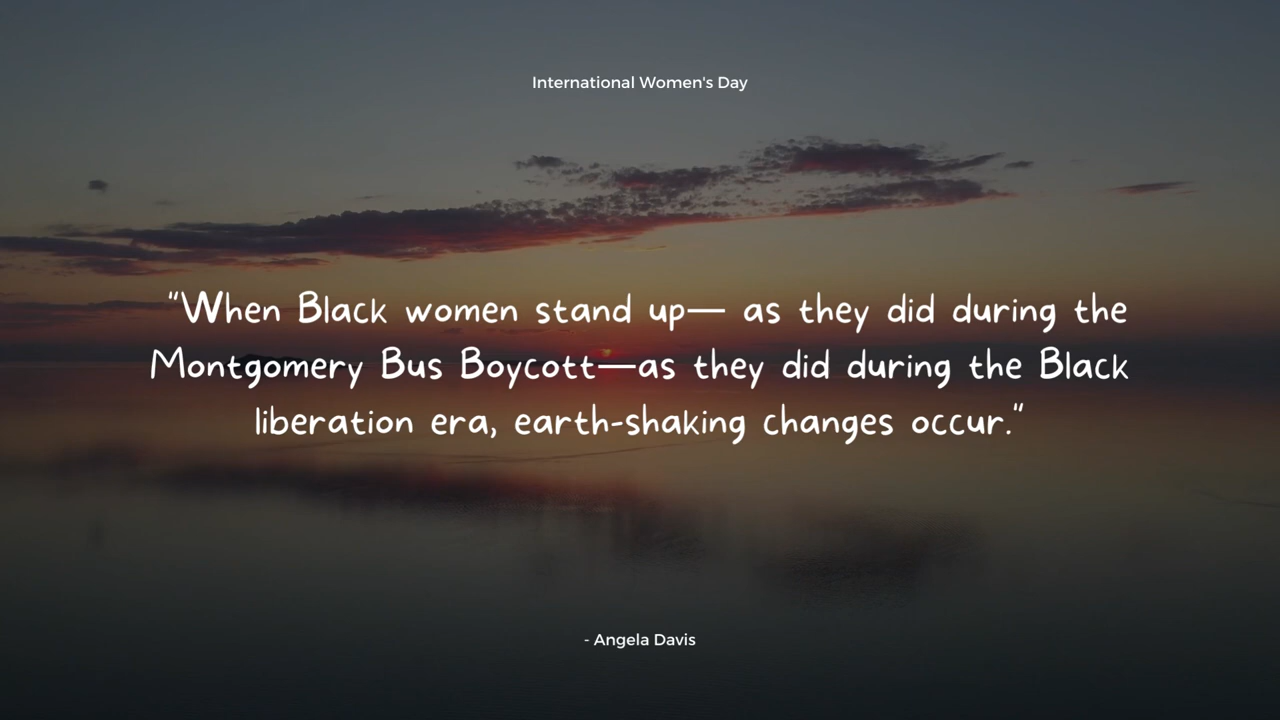 International Women's Day
"When Black women stand up— as they did during the
Montgomery Bus Boycott—as they did during the Black
liberation era, earth-shaking changes occur."
- Angela Davis